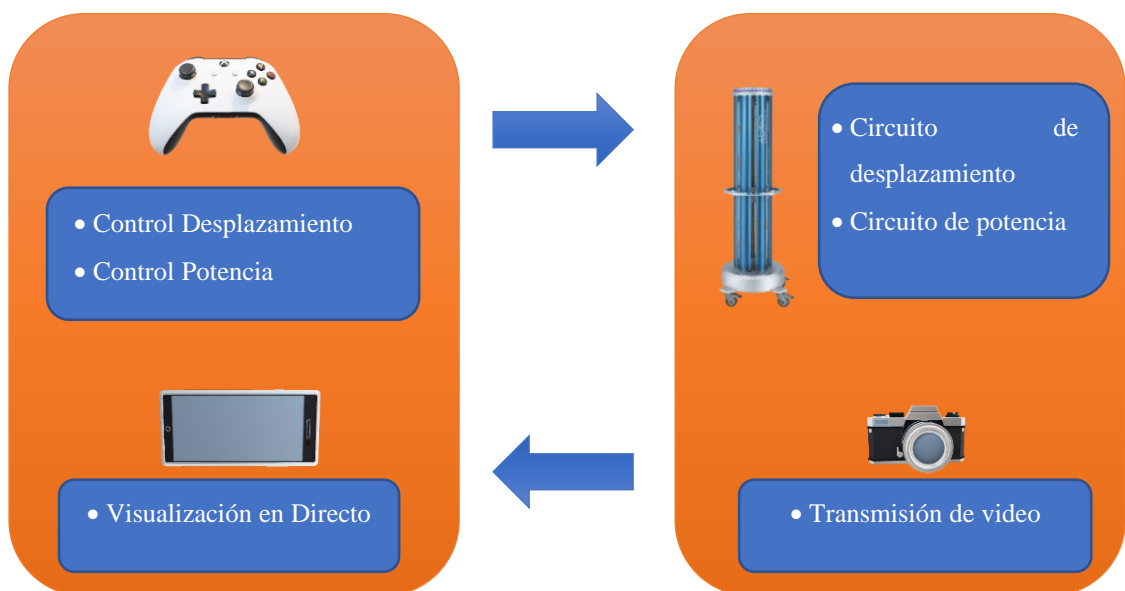 • Control Desplazamiento
• Control Potencia
• Circuito de
desplazamiento
• Circuito de potencia
• Visualización en Directo
• Transmisión de video